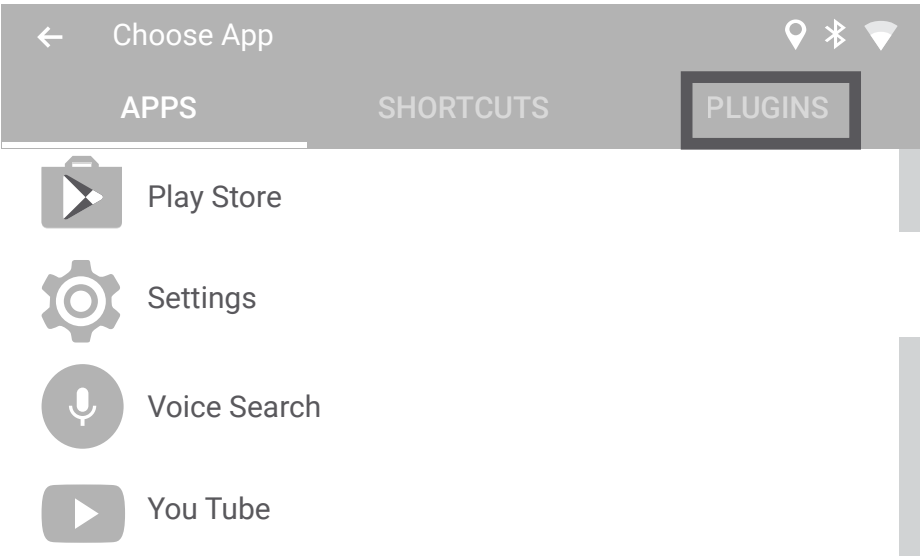 Choose App
APPS SHORTCUTS PLUGINS
Play Store
Settings
Voice Search
You Tube